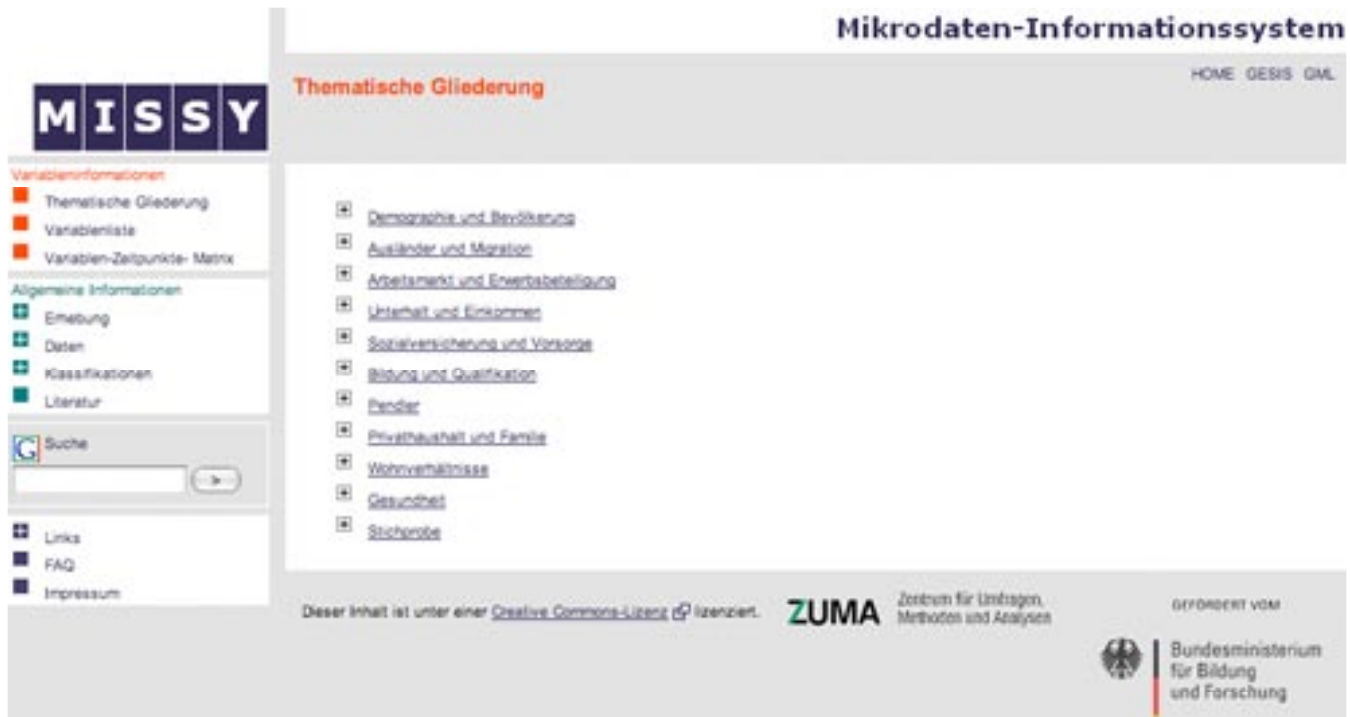 Mikrodaten-Informationssystem
MISSY
Thematische Gliederung
HOME GESIS GML
Variableninformationen
Thematische Gliederung
Variablenliste
Variablen-Zeitpunkte- Matrix
Allgemeine Informationen
Erhebung
Daten
Klassifikationen
Literatur
G Suche
>
Links
FAQ
Impressum
Demographie und Bevölkerung
Ausländer und Migration
Arbeitsmarkt und Erwerbsbeteiligung
Unterhalt und Einkommen
Sozialversicherung und Vorsorge
Bildung und Qualifikation
Pendler
Privathaushalt und Familie
Wohnverhältnisse
Gesundheit
Stichprobe
Dieser Inhalt ist unter einer Creative Commons-Lizenz lizenziert.
ZUMA
Zentrum für Umfragen,
Methoden und Analysen
GEFÖRDERT VOM
Bundesministerium
für Bildung
und Forschung